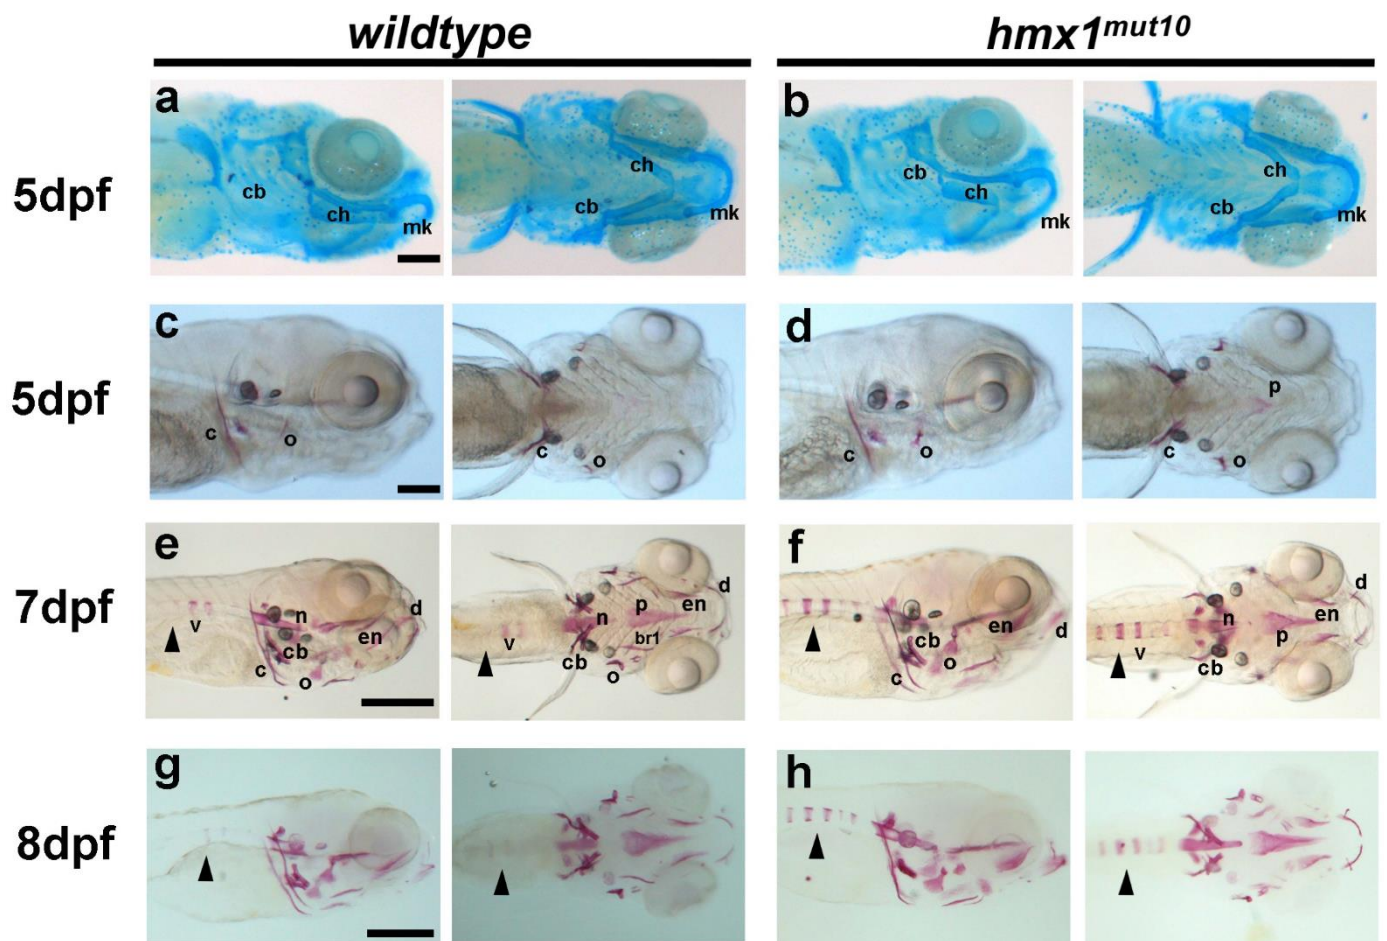 wildtype hmx1mut10
5dpf
a
cb
ch
mk
ch
cb
mk
b
cb
ch
mk
ch
cb
mk
5dpf
c
c
o
c
o
d
c
o
p
c
o
7dpf
e
v
n
d
en
cb
c
o
v
n
p
en
d
br1
cb
o
f
cb
en
d
o
c
n
en
d
p
v
cb
8dpf
g
h